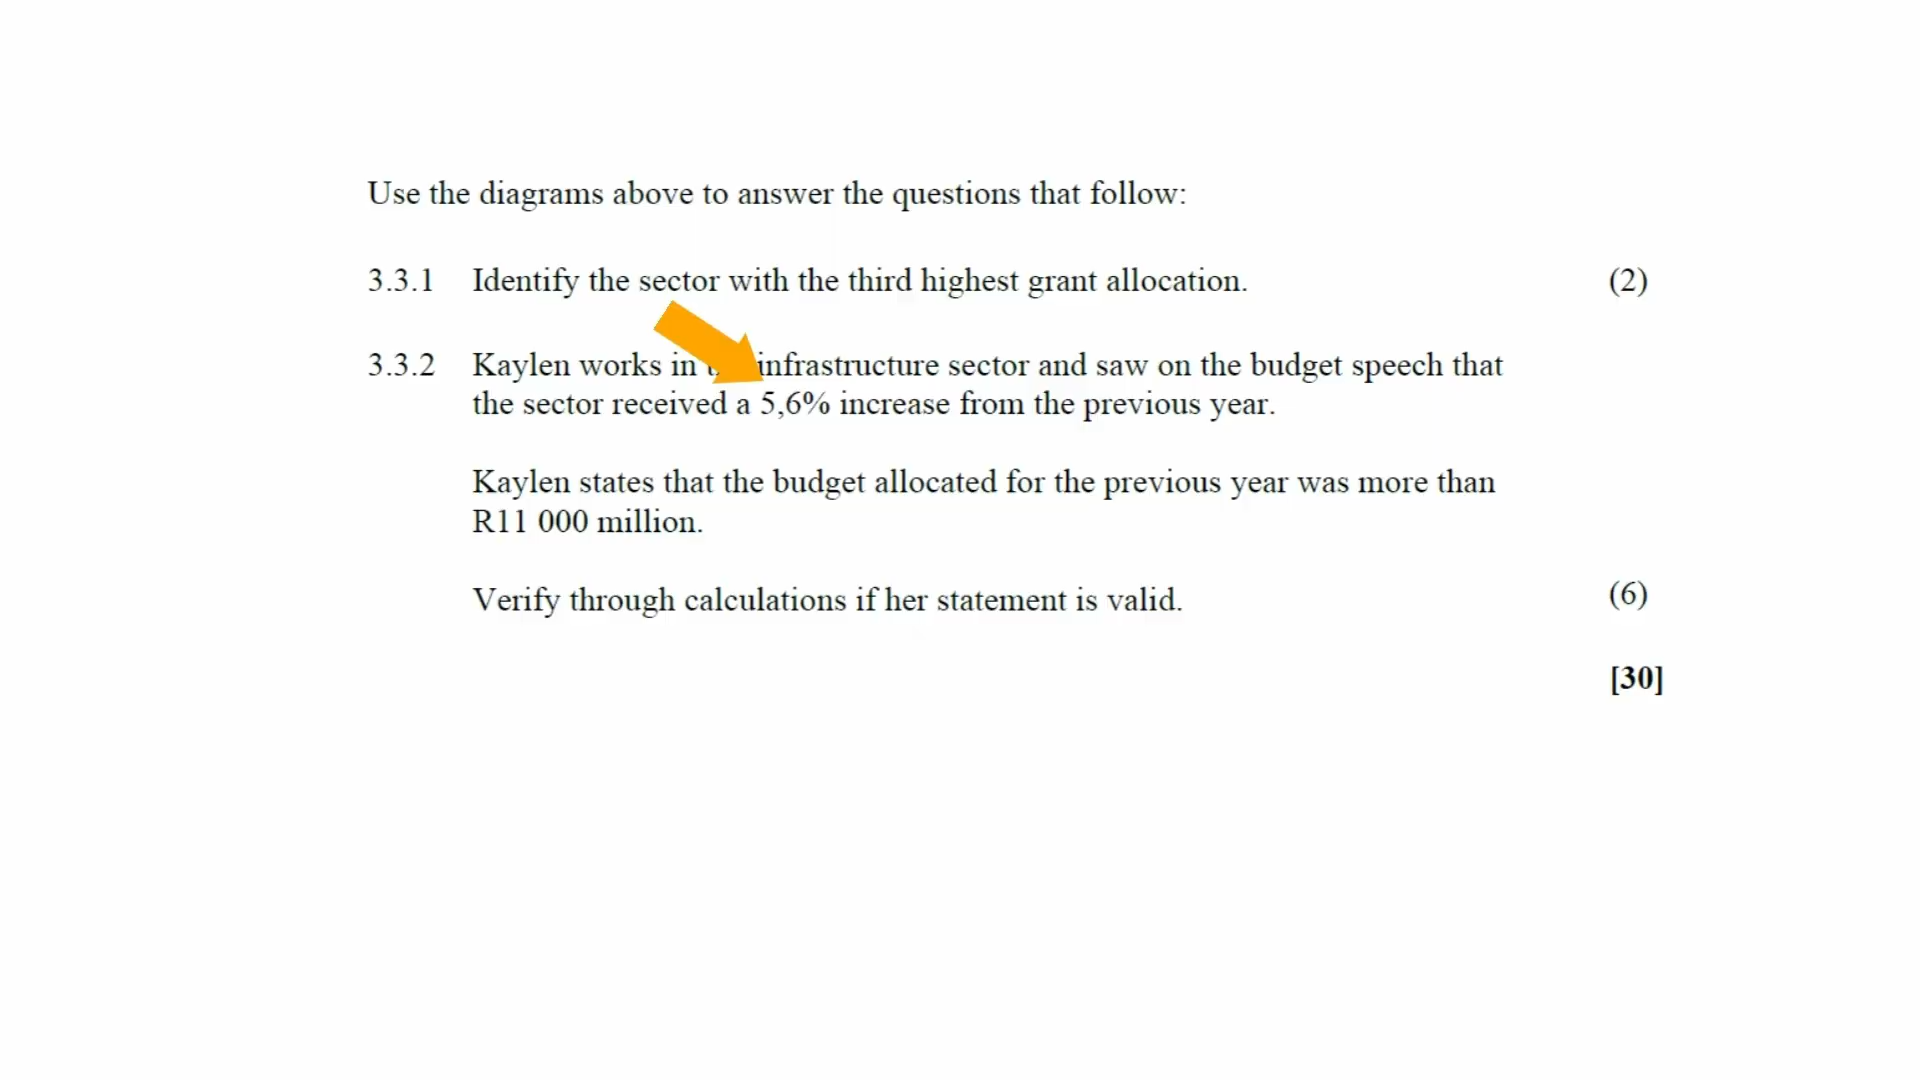 Use the diagrams above to answer the questions that follow:
3.3.1 Identify the sector with the third highest grant allocation. (2)
3.3.2 Kaylen works in infrastructure sector and saw on the budget speech that
the sector received a 5,6% increase from the previous year.
Kaylen states that the budget allocated for the previous year was more than
R11 000 million.
Verify through calculations if her statement is valid. (6)
[30]